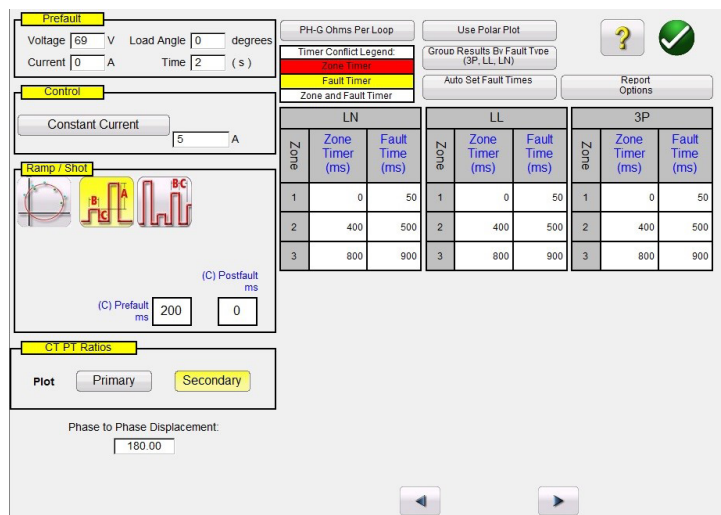 Prefault
Voltage 69 V Load Angle 0 degrees
Current 0 A Time 2 ( s )
Control
Constant Current
5 A
Ramp / Shot
B A C
B C
(C) Postfault
ms
(C) Prefault
ms
200 0
CT PT Ratios
Plot Primary Secondary
Phase to Phase Displacement:
180.00
PH-G Ohms Per Loop
Use Polar Plot
?
Timer Conflict Legend:
Zone Timer
Fault Timer
Zone and Fault Timer
Group Results By Fault Type
(3P, LL, LN)
Auto Set Fault Times
Report
Options
LN LL 3P
Zone Zone Timer (ms) Fault Time (ms) Zone Zone Timer (ms) Fault Time (ms) Zone Zone Timer (ms) Fault Time (ms)
1 0 50 1 0 50 1 0 50
2 400 500 2 400 500 2 400 500
3 800 900 3 800 900 3 800 900